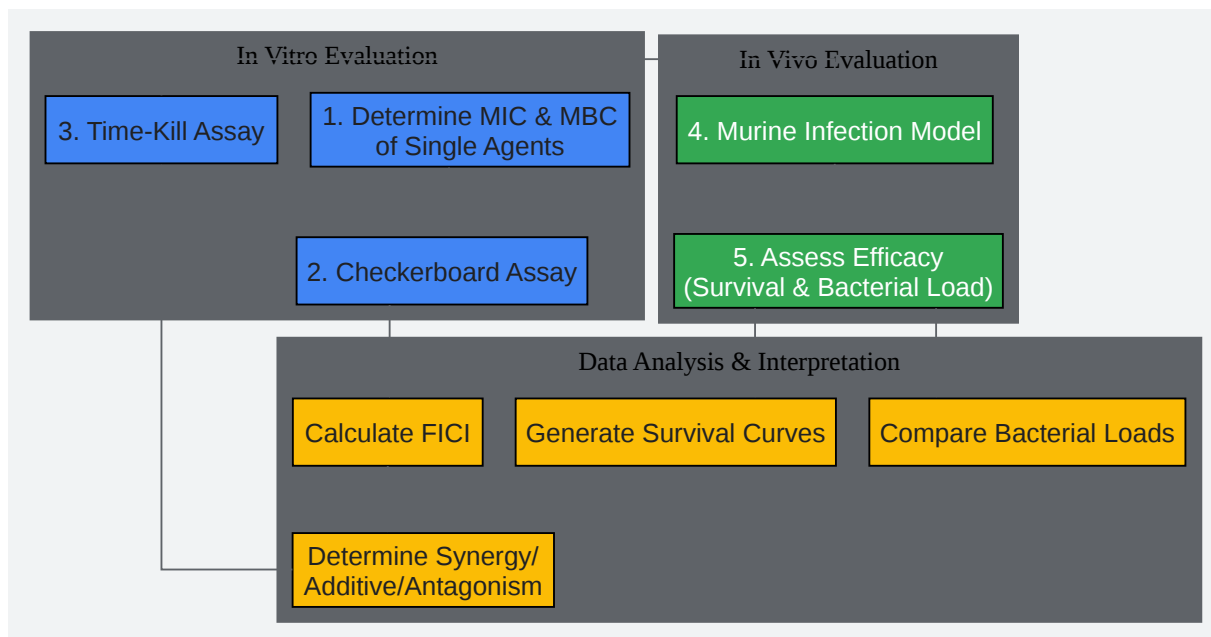 In Vitro Evaluation
3. Time-Kill Assay
1. Determine MIC & MBC
of Single Agents
2. Checkerboard Assay
In Vivo Evaluation
4. Murine Infection Model
5. Assess Efficacy
(Survival & Bacterial Load)
Data Analysis & Interpretation
Calculate FICI
Generate Survival Curves
Compare Bacterial Loads
Determine Synergy/
Additive/Antagonism